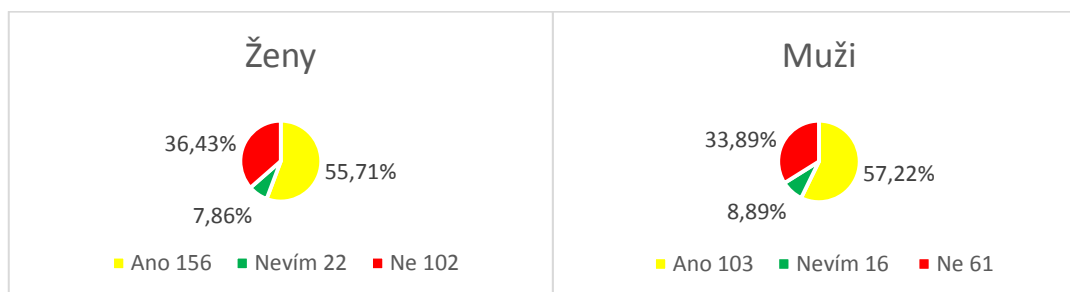 Ženy
36,43%
55,71%
7,86%
Ano 156 Nevím 22 Ne 102
Muži
33,89%
57,22%
8,89%
Ano 103 Nevím 16 Ne 61